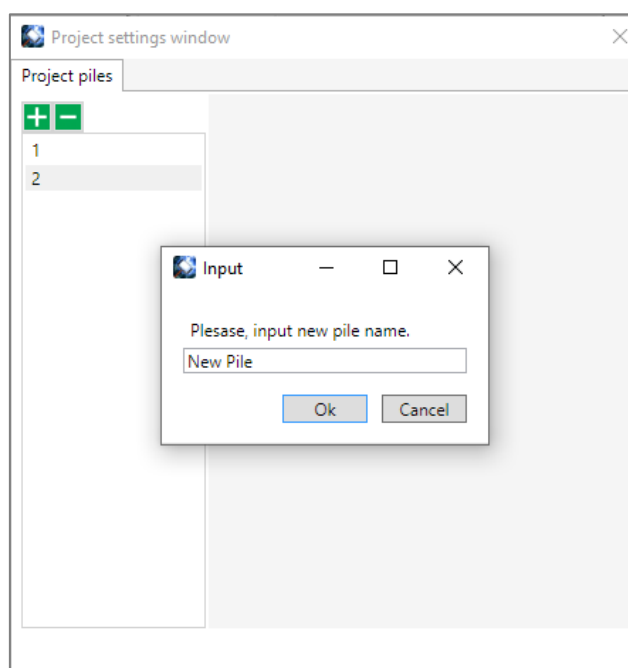 Project settings window
Project piles
1
2
Input
Plesase, input new pile name.
New Pile
Ok
Cancel